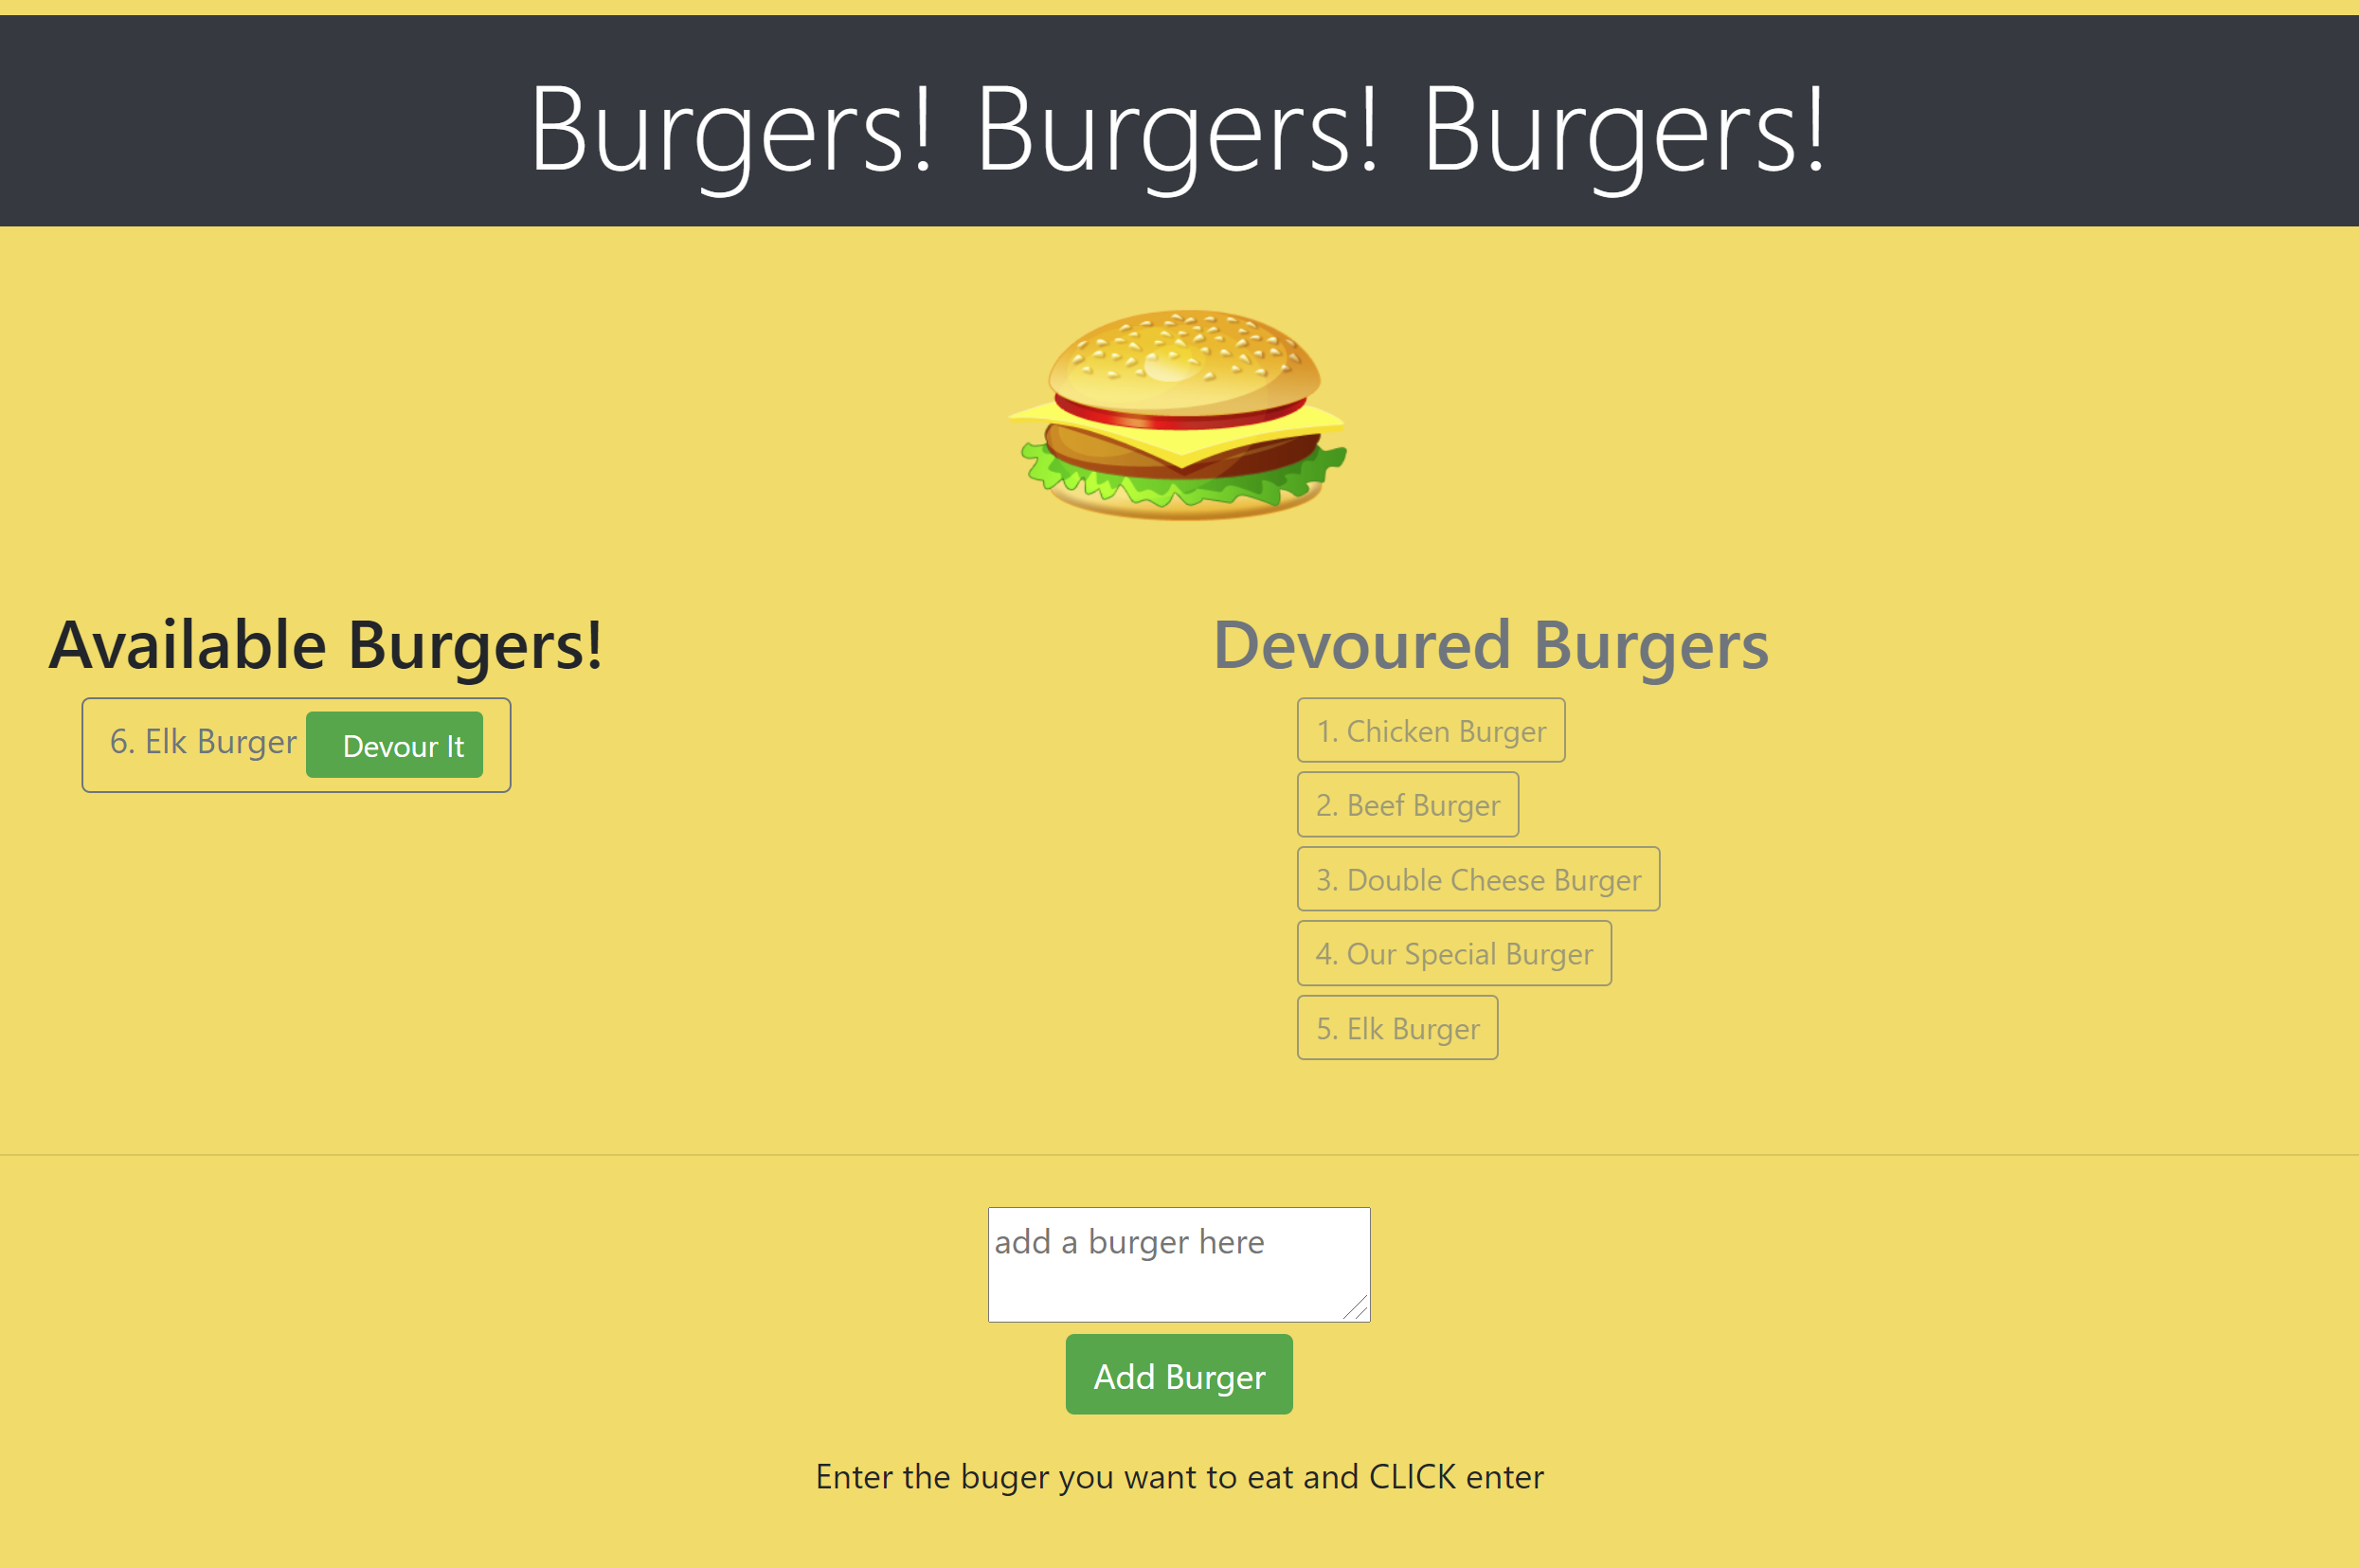 Burgers! Burgers! Burgers!
Available Burgers!
6. Elk Burger Devour It
Devoured Burgers
1. Chicken Burger
2. Beef Burger
3. Double Cheese Burger
4. Our Special Burger
5. Elk Burger
add a burger here
Add Burger
Enter the buger you want to eat and CLICK enter